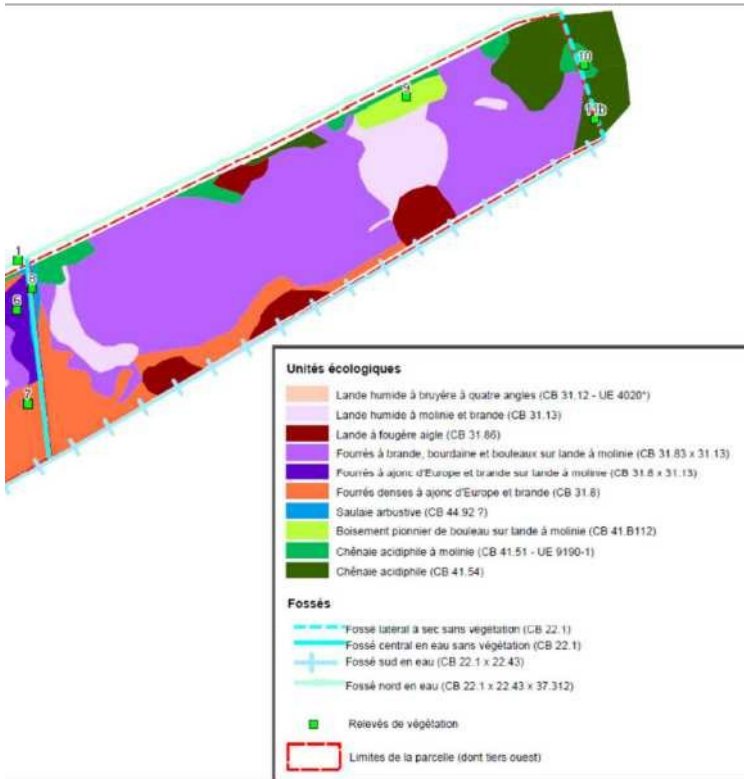 10
9
11b
1
8
6
7
Unités écologiques
Lande humide à bruyère à quatre angles (CB 31.12 - UE 4020*)
Lande humide à molinie et brande (CB 31.13)
Lande à fougère aigle (CB 31.86)
Fourrés à brande, bourdaine et bouleaux sur lande à molinie (CB 31.83 x 31.13)
Fourrés à ajonc d'Europe et brande sur lande à molinie (CB 31.8 x 31.13)
Fourrés denses à ajonc d'Europe et brande (CB 31.8)
Saulaie arbustive (CB 44.92 ?)
Boisement pionnier de bouleau sur lande à molinie (CB 41.B112)
Chênaie acidiphile à molinie (CB 41.51 - UE 9190-1)
Chênaie acidiphile (CB 41.54)
Fossés
Fossé latéral à sec sans végétation (CB 22.1)
Fossé central en eau sans végétation (CB 22.1)
Fossé sud en eau (CB 22.1 x 22.43)
Fossé nord en eau (CB 22.1 x 22.43 x 37.312)
Relevés de végétation
Limites de la parcelle (dont tiers ouest)